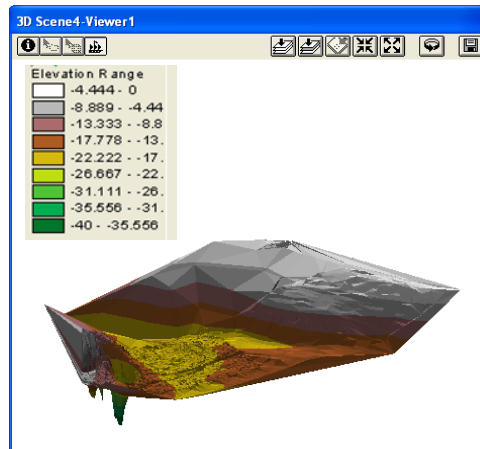 3D Scene4-Viewer1
Elevation Range
-4.444 - 0
-8.889 - -4.44
-13.333 - -8.8
-17.778 - -13.
-22.222 - -17.
-26.667 - -22.
-31.111 - -26.
-35.556 - -31.
-40 - -35.556